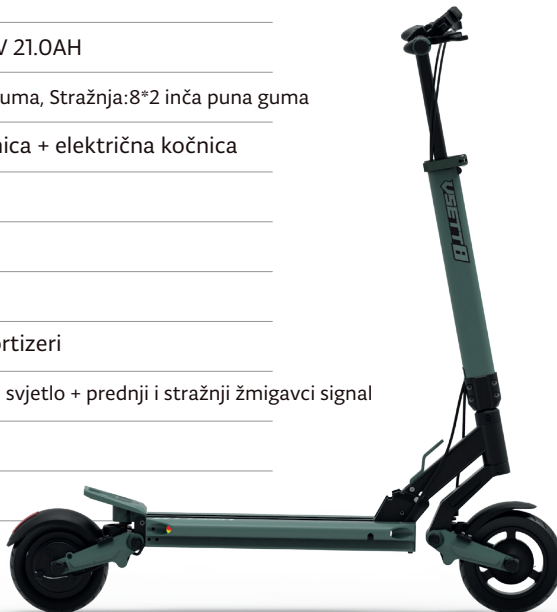 V 21.0AH
uma, Stražnja:8*2 inča puna guma
nica + električna kočnica
rtizeri
svjetlo + prednji i stražnji žmigavci signal
VSETT8